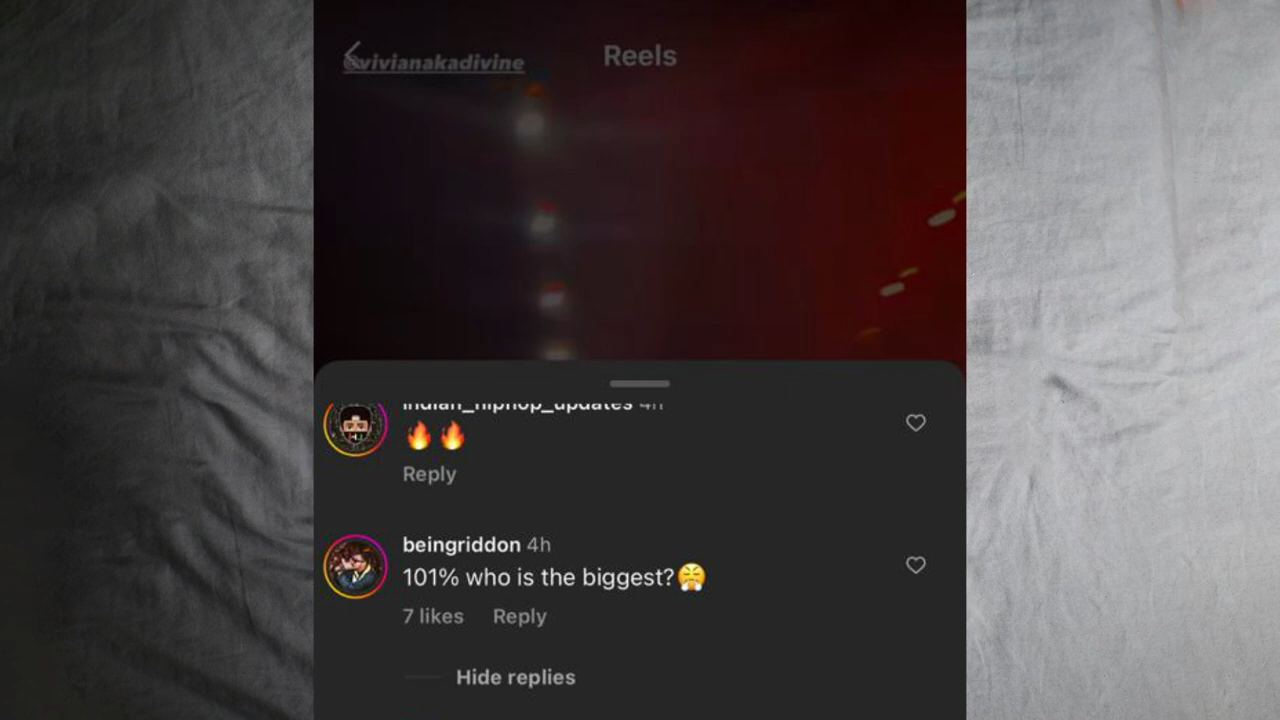 @vivianakadivine
Reels
indian_hiphop_updates 4h
🔥🔥
Reply
beingriddon 4h
101% who is the biggest?😤
7 likes Reply
Hide replies